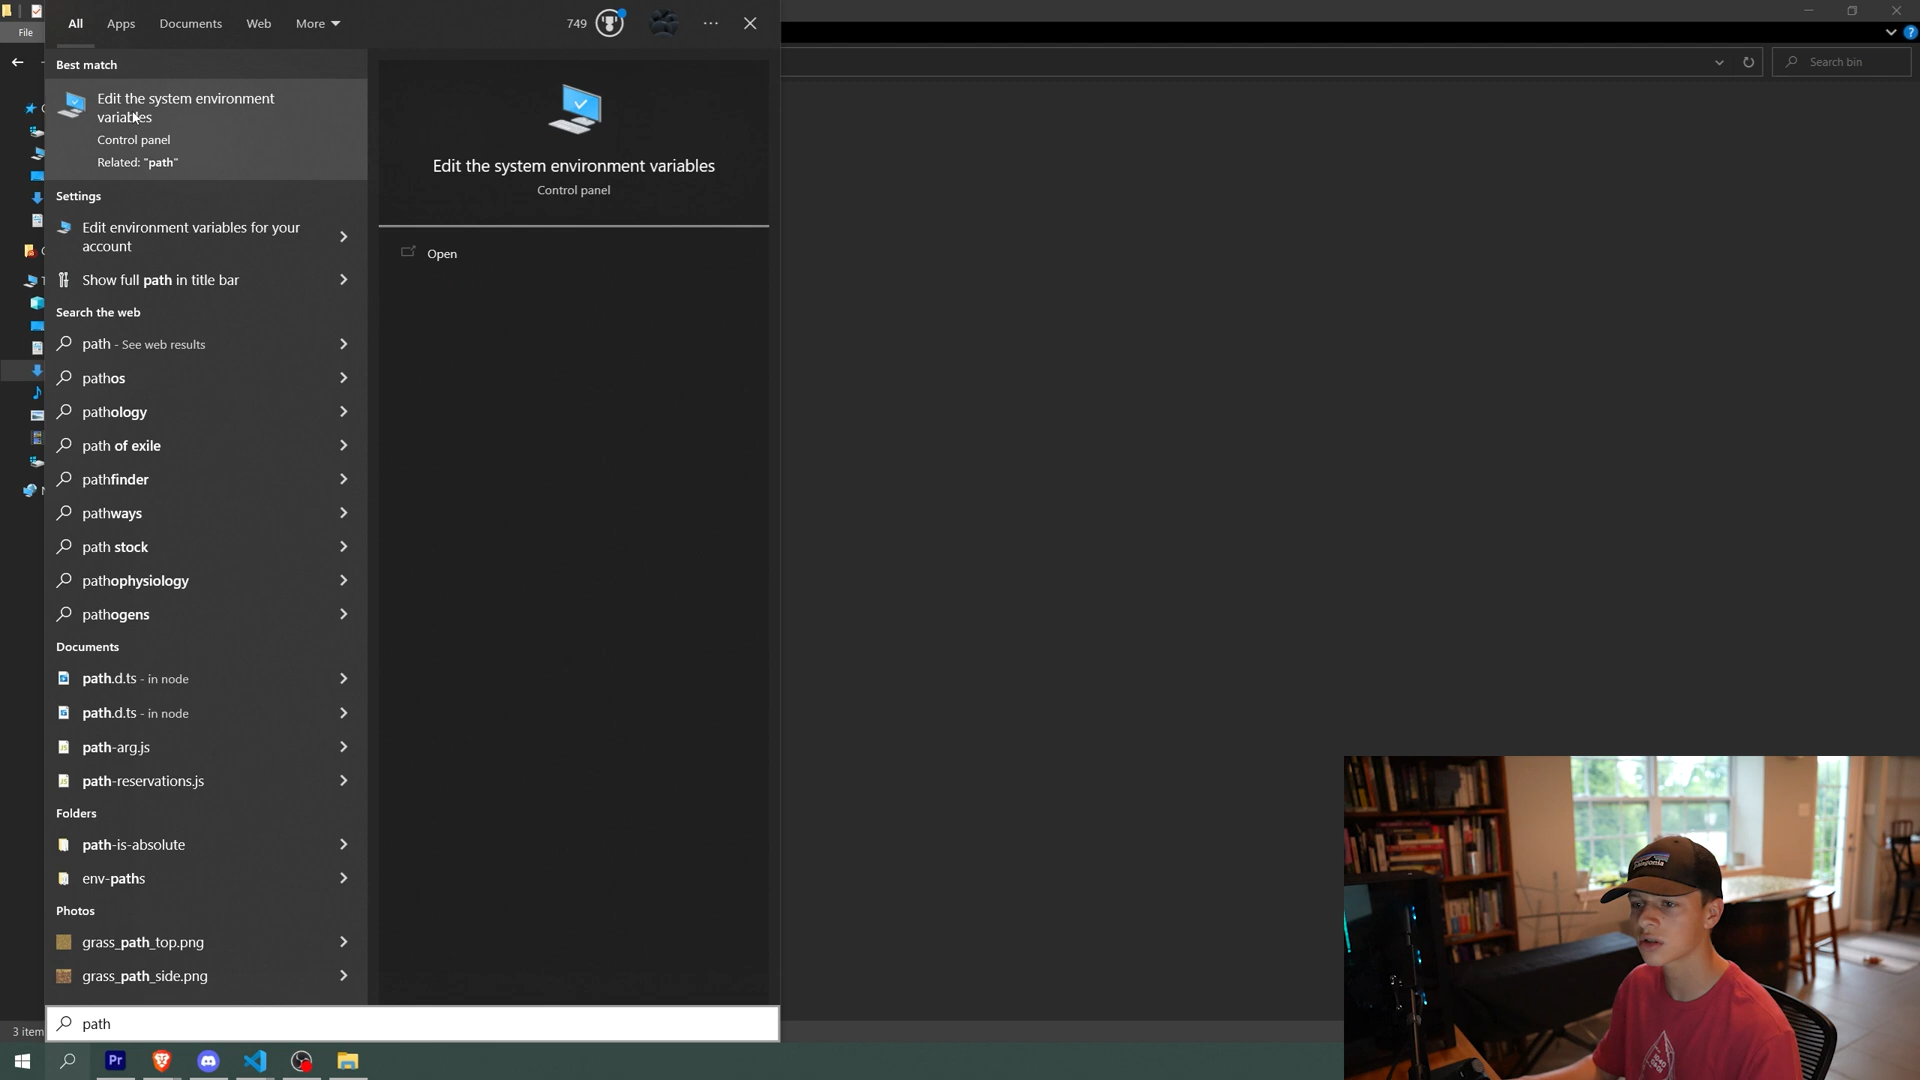 All
Apps
Documents
Web
More
749
File
Best match
Edit the system environment
variables
Control panel
Related: "path"
Settings
Edit environment variables for your
account
Show full path in title bar
Search the web
path - See web results
pathos
pathology
path of exile
pathfinder
pathways
path stock
pathophysiology
pathogens
Documents
path.d.ts - in node
path.d.ts - in node
path-arg.js
path-reservations.js
Folders
path-is-absolute
env-paths
Photos
grass_path_top.png
grass_path_side.png
path
Edit the system environment variables
Control panel
Open
Search bin
3 item
Pr
patagonia